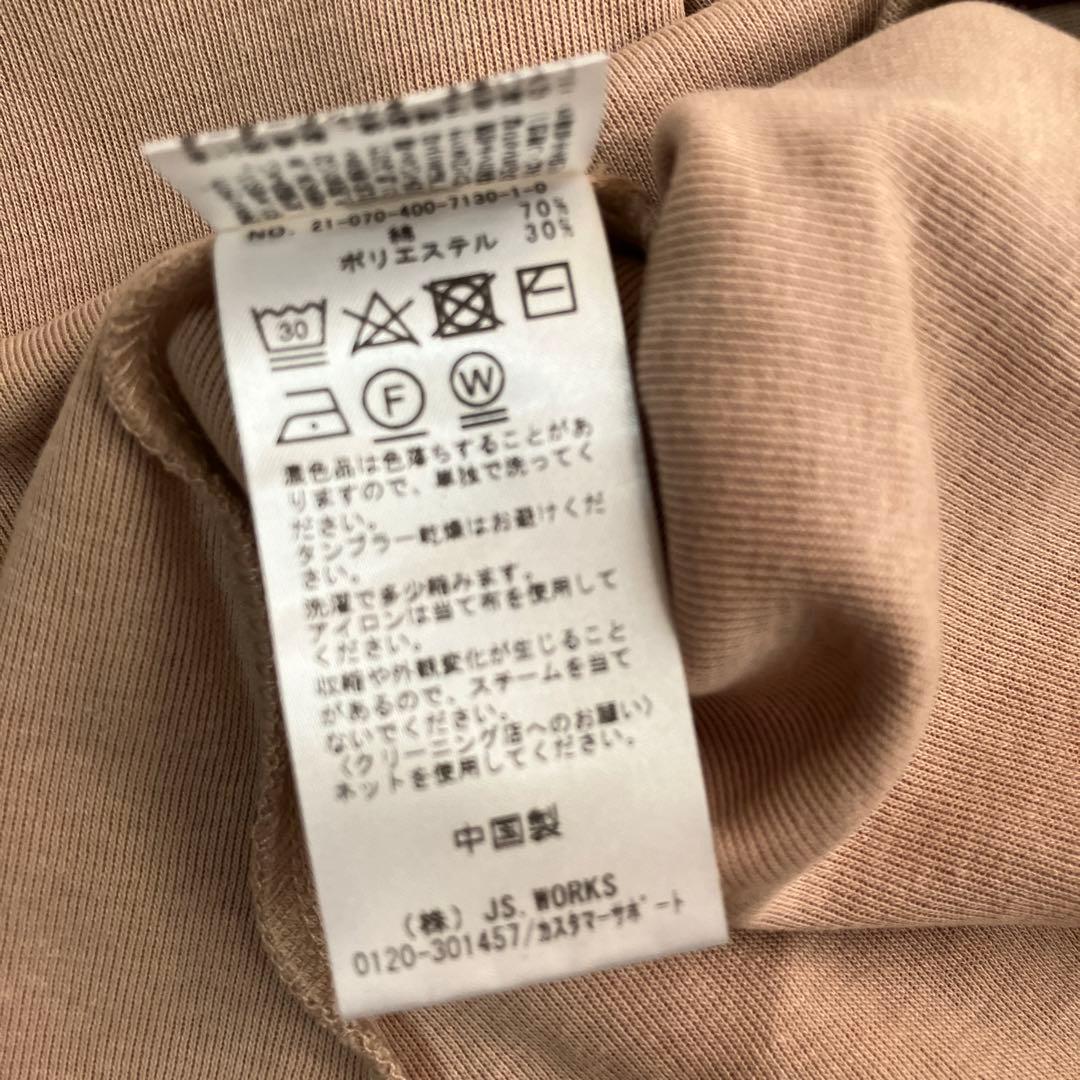 NO. 21-070-400-7130-1-0
綿 70%
ポリエステル 30%
30
F W
濃色品は色落ちすることがあ
りますので、単独で洗ってく
ださい。
タンブラー乾燥はお避けくだ
さい。
洗濯で多少縮みます。
アイロンは当て布を使用して
ください。
収縮や外観変化が生じること
があるので、スチームを当て
ないでください。
〈クリーニング店へのお願い〉
ネットを使用してください。
中国製
(株) JS.WORKS
0120-301457/カスタマーサポート